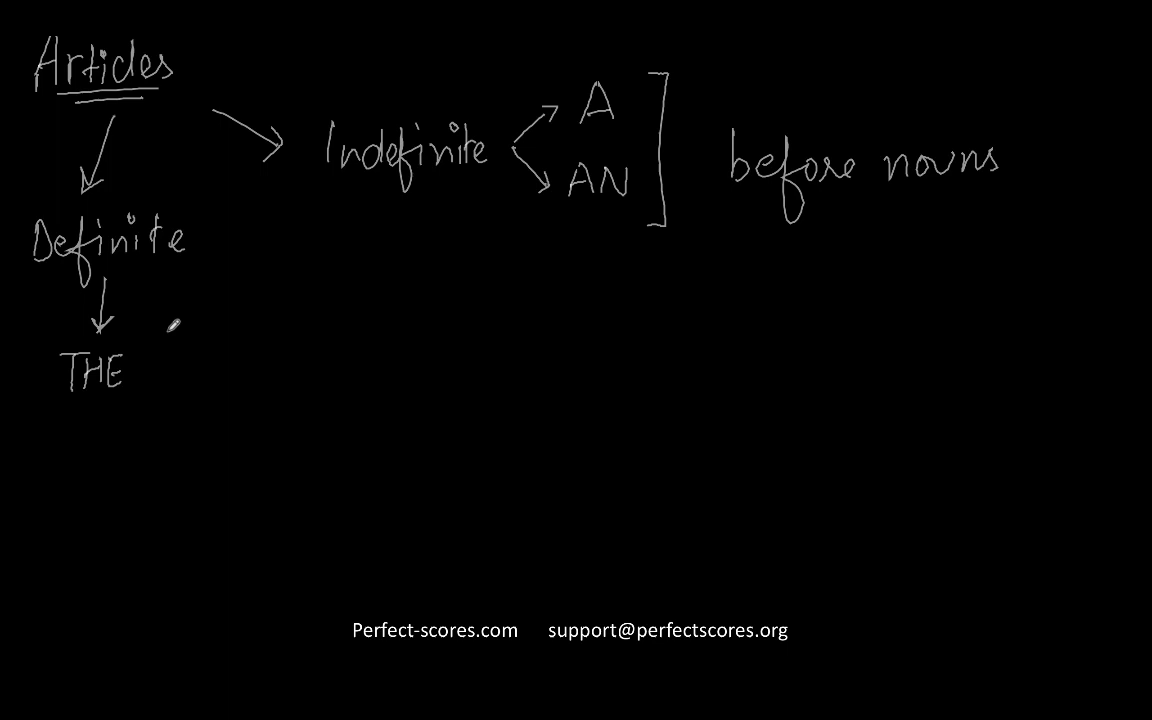 Articles
Indefinite
A
AN
before nouns
Definite
THE
Perfect-scores.com support@perfectscores.org